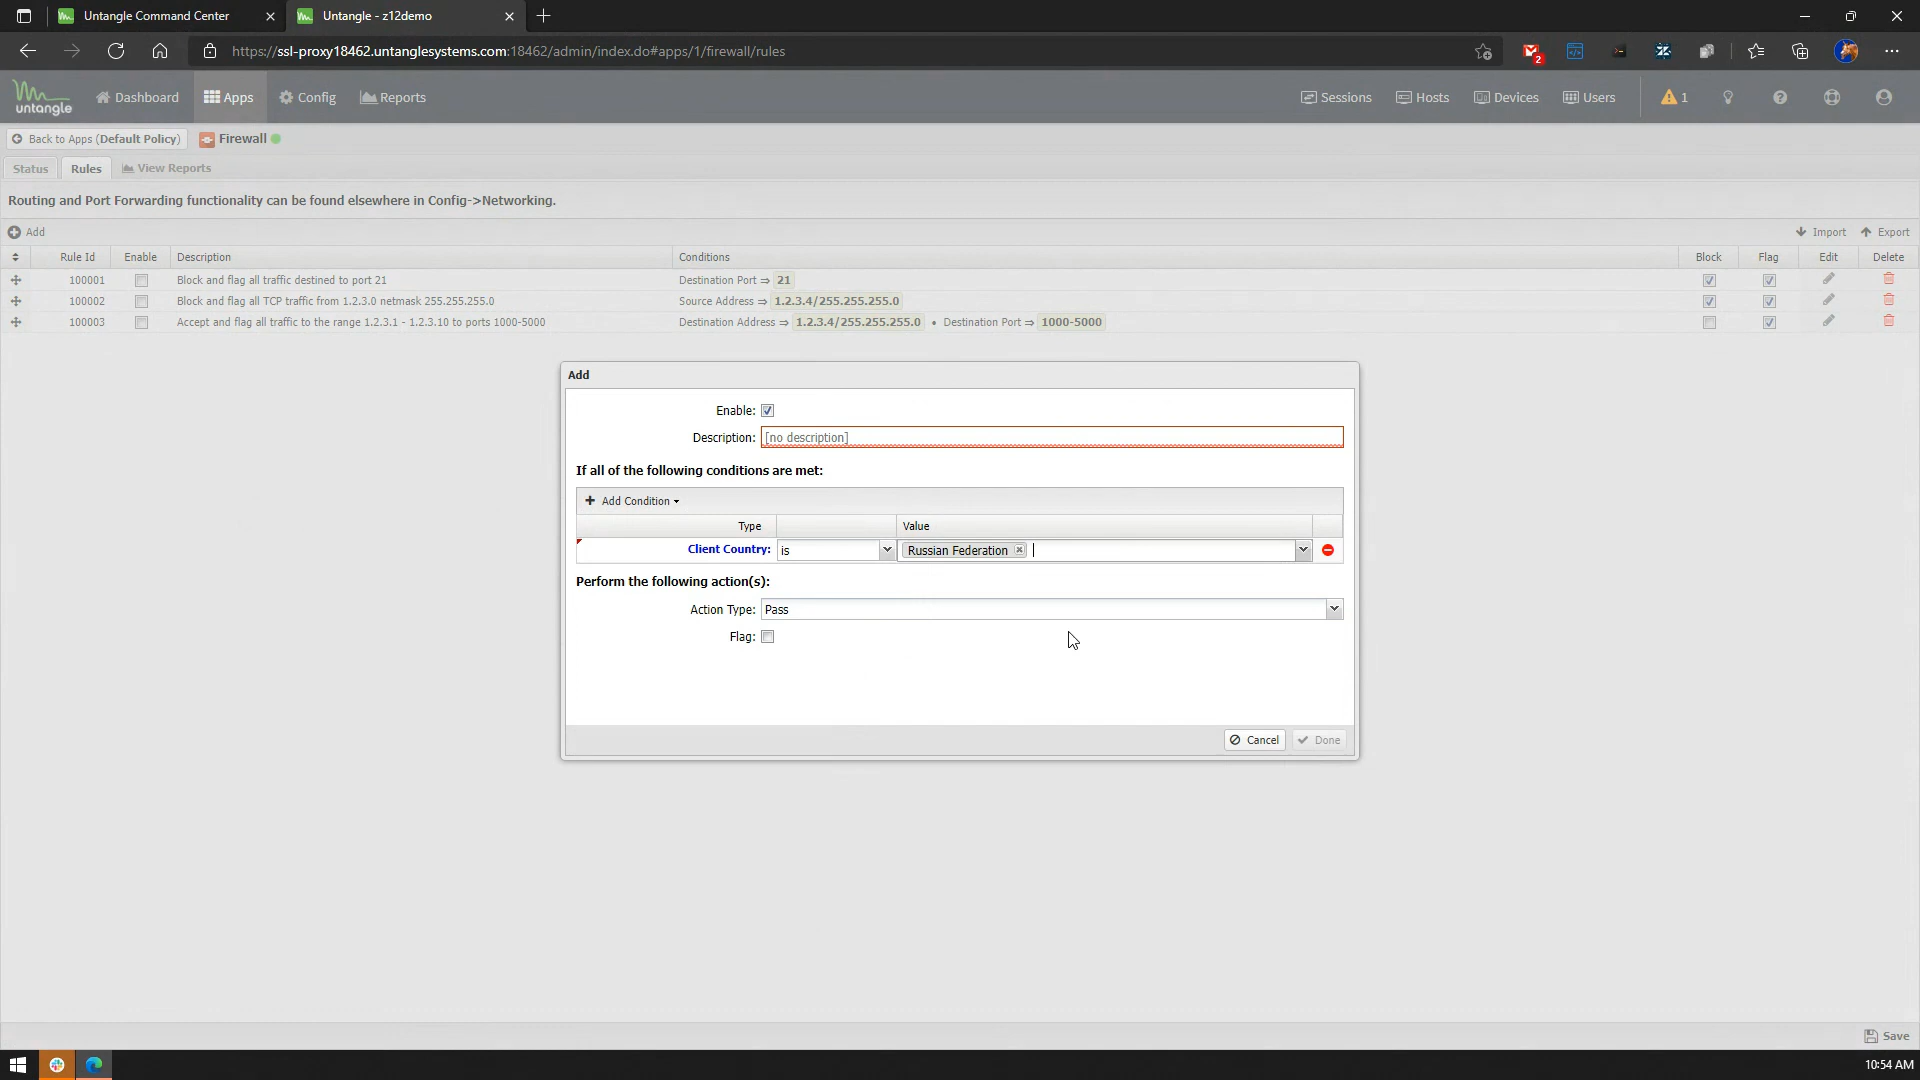 Untangle Command Center
Untangle - z12demo
https://ssl-proxy18462.untanglesystems.com:18462/admin/index.do#apps/1/firewall/rules
2
untangle
Dashboard
Apps
Config
Reports
Sessions
Hosts
Devices
Users
1
Back to Apps (Default Policy)
Firewall
Status
Rules
View Reports
Routing and Port Forwarding functionality can be found elsewhere in Config->Networking.
Add
Import
Export
Rule Id Enable Description Conditions Block Flag Edit Delete
100001 Block and flag all traffic destined to port 21 Destination Port ⇒ 21
100002 Block and flag all TCP traffic from 1.2.3.0 netmask 255.255.255.0 Source Address ⇒ 1.2.3.4/255.255.255.0
100003 Accept and flag all traffic to the range 1.2.3.1 - 1.2.3.10 to ports 1000-5000 Destination Address ⇒ 1.2.3.4/255.255.255.0 • Destination Port ⇒ 1000-5000
Add
Enable:
Description: [no description]
If all of the following conditions are met:
Add Condition
Type Value
Client Country: is Russian Federation
Perform the following action(s):
Action Type: Pass
Flag:
Cancel
Done
Save
10:54 AM